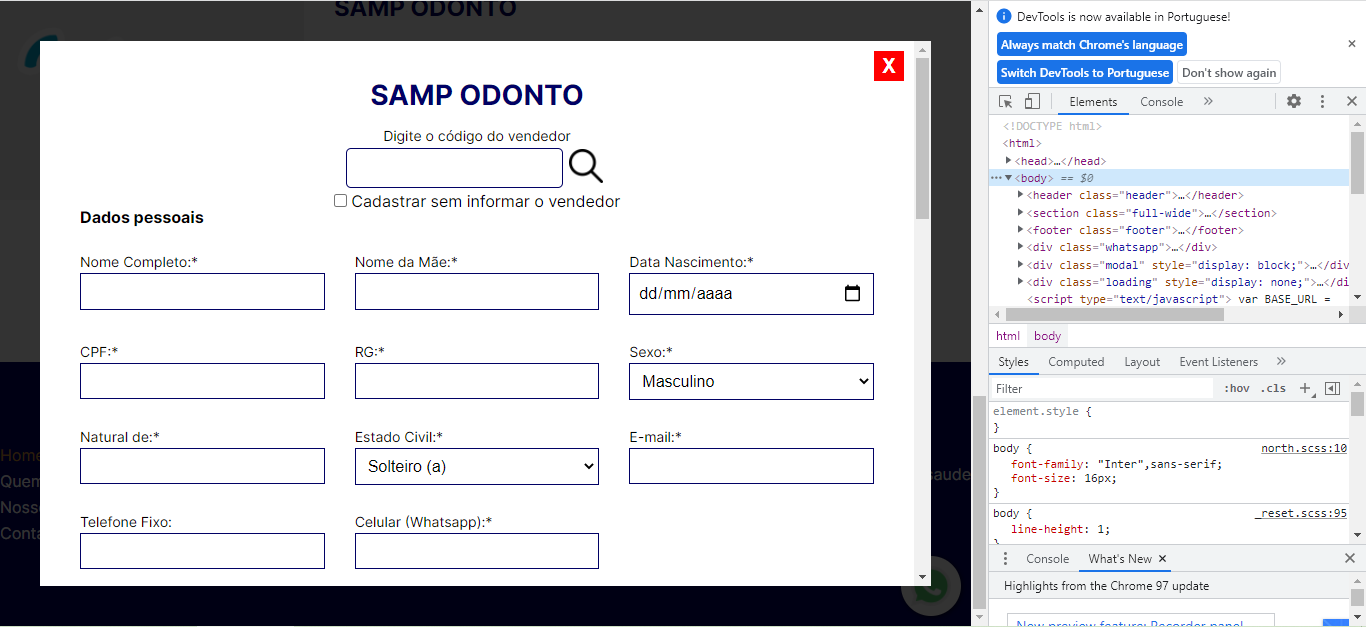 SAMP ODONTO
X
SAMP ODONTO
Digite o código do vendedor
Cadastrar sem informar o vendedor
Dados pessoais
Nome Completo:*
Nome da Mãe:*
Data Nascimento:*
dd/mm/aaaa
CPF:*
RG:*
Sexo:*
Masculino
Natural de:*
Estado Civil:*
E-mail:*
Solteiro (a)
Telefone Fixo:
Celular (Whatsapp):*
Home
Quem
Noss
Conta
saude
DevTools is now available in Portuguese!
Always match Chrome's language
Switch DevTools to Portuguese
Don't show again
Elements
Console
<!DOCTYPE html>
<html>
<head>…</head>
<body> == $0
<header class="header">…</header>
<section class="full-wide">…</section>
<footer class="footer">…</footer>
<div class="whatsapp">…</div>
<div class="modal" style="display: block;">…</div
<div class="loading" style="display: none;">…</di
<script type="text/javascript"> var BASE_URL =
html
body
Styles
Computed
Layout
Event Listeners
Filter
:hov
.cls
element.style {
}
body {
north.scss:10
font-family: "Inter",sans-serif;
font-size: 16px;
}
body {
_reset.scss:95
line-height: 1;
}
Console
What's New
Highlights from the Chrome 97 update
New preview feature: Recorder panel